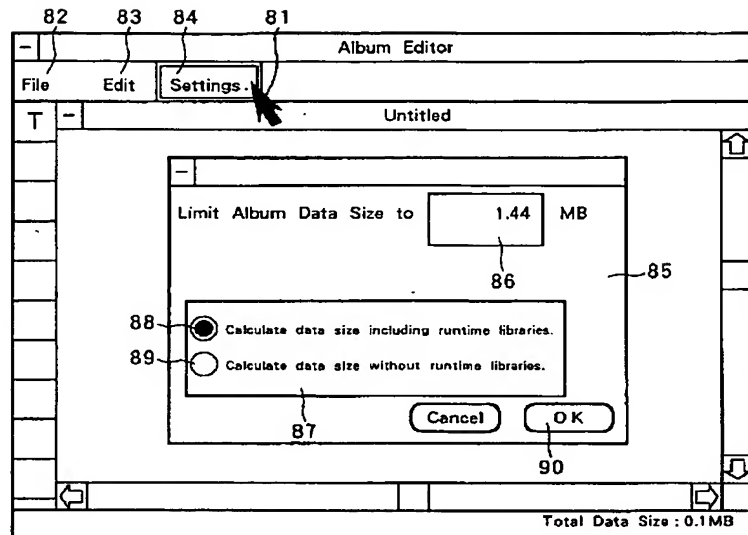 82 83 84 81
Album Editor
File Edit Settings.
T Untitled
Limit Album Data Size to 1.44 MB
86 85
88 Calculate data size including runtime libraries.
89 Calculate data size without runtime libraries.
87 Cancel OK
90
Total Data Size : 0.1MB